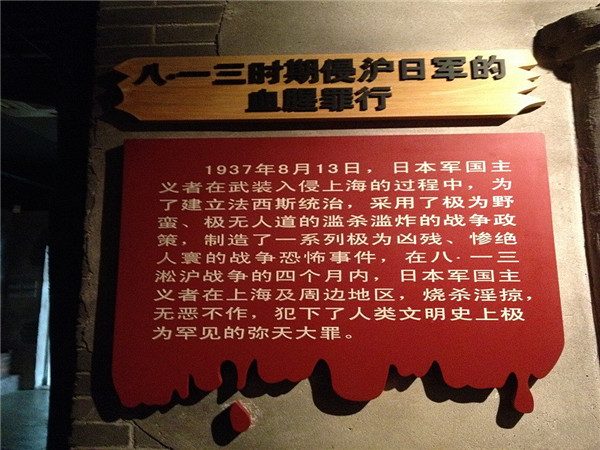 八·一三时期侵沪日军的
血腥罪行
1937年8月13日，日本军国主
义者在武装入侵上海的过程中，为
了建立法西斯统治，采用了极为野
蛮、极无人道的滥杀滥炸的战争政
策，制造了一系列极为凶残、惨绝
人寰的战争恐怖事件，在八·一三
淞沪战争的四个月内，日本军国主
义者在上海及周边地区，烧杀淫掠，
无恶不作，犯下了人类文明史上极
为罕见的弥天大罪。